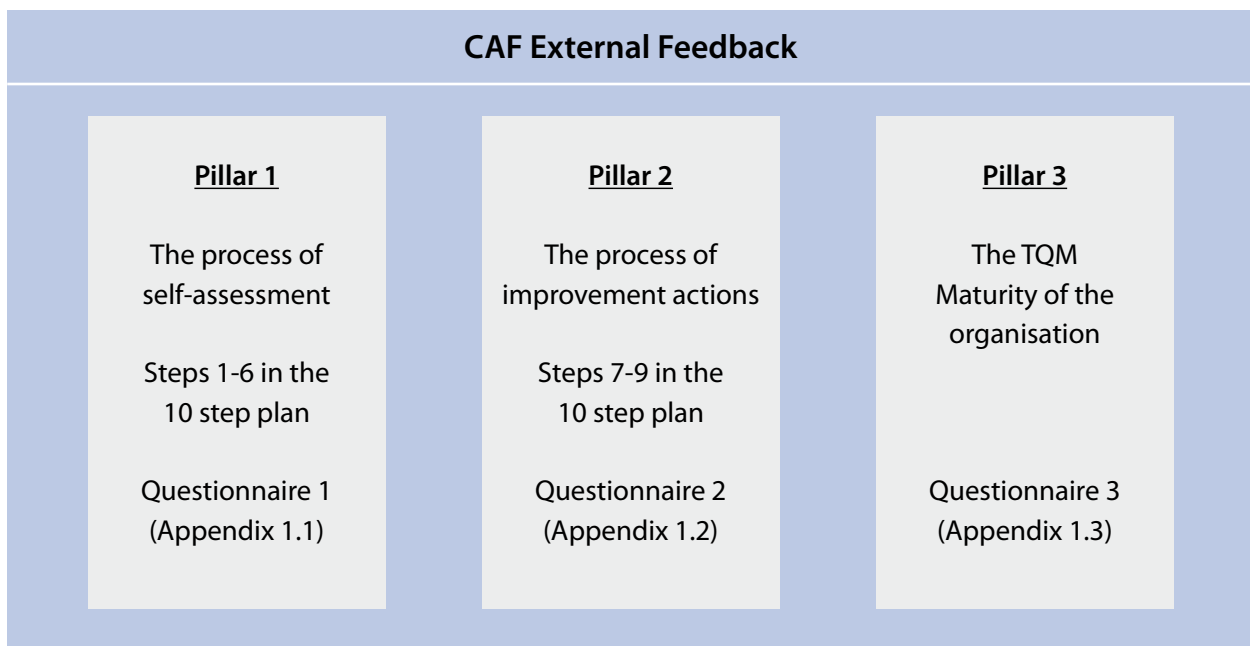 CAF External Feedback
Pillar 1
The process of
self-assessment
Steps 1-6 in the
10 step plan
Questionnaire 1
(Appendix 1.1)
Pillar 2
The process of
improvement actions
Steps 7-9 in the
10 step plan
Questionnaire 2
(Appendix 1.2)
Pillar 3
The TQM
Maturity of the
organisation
Questionnaire 3
(Appendix 1.3)